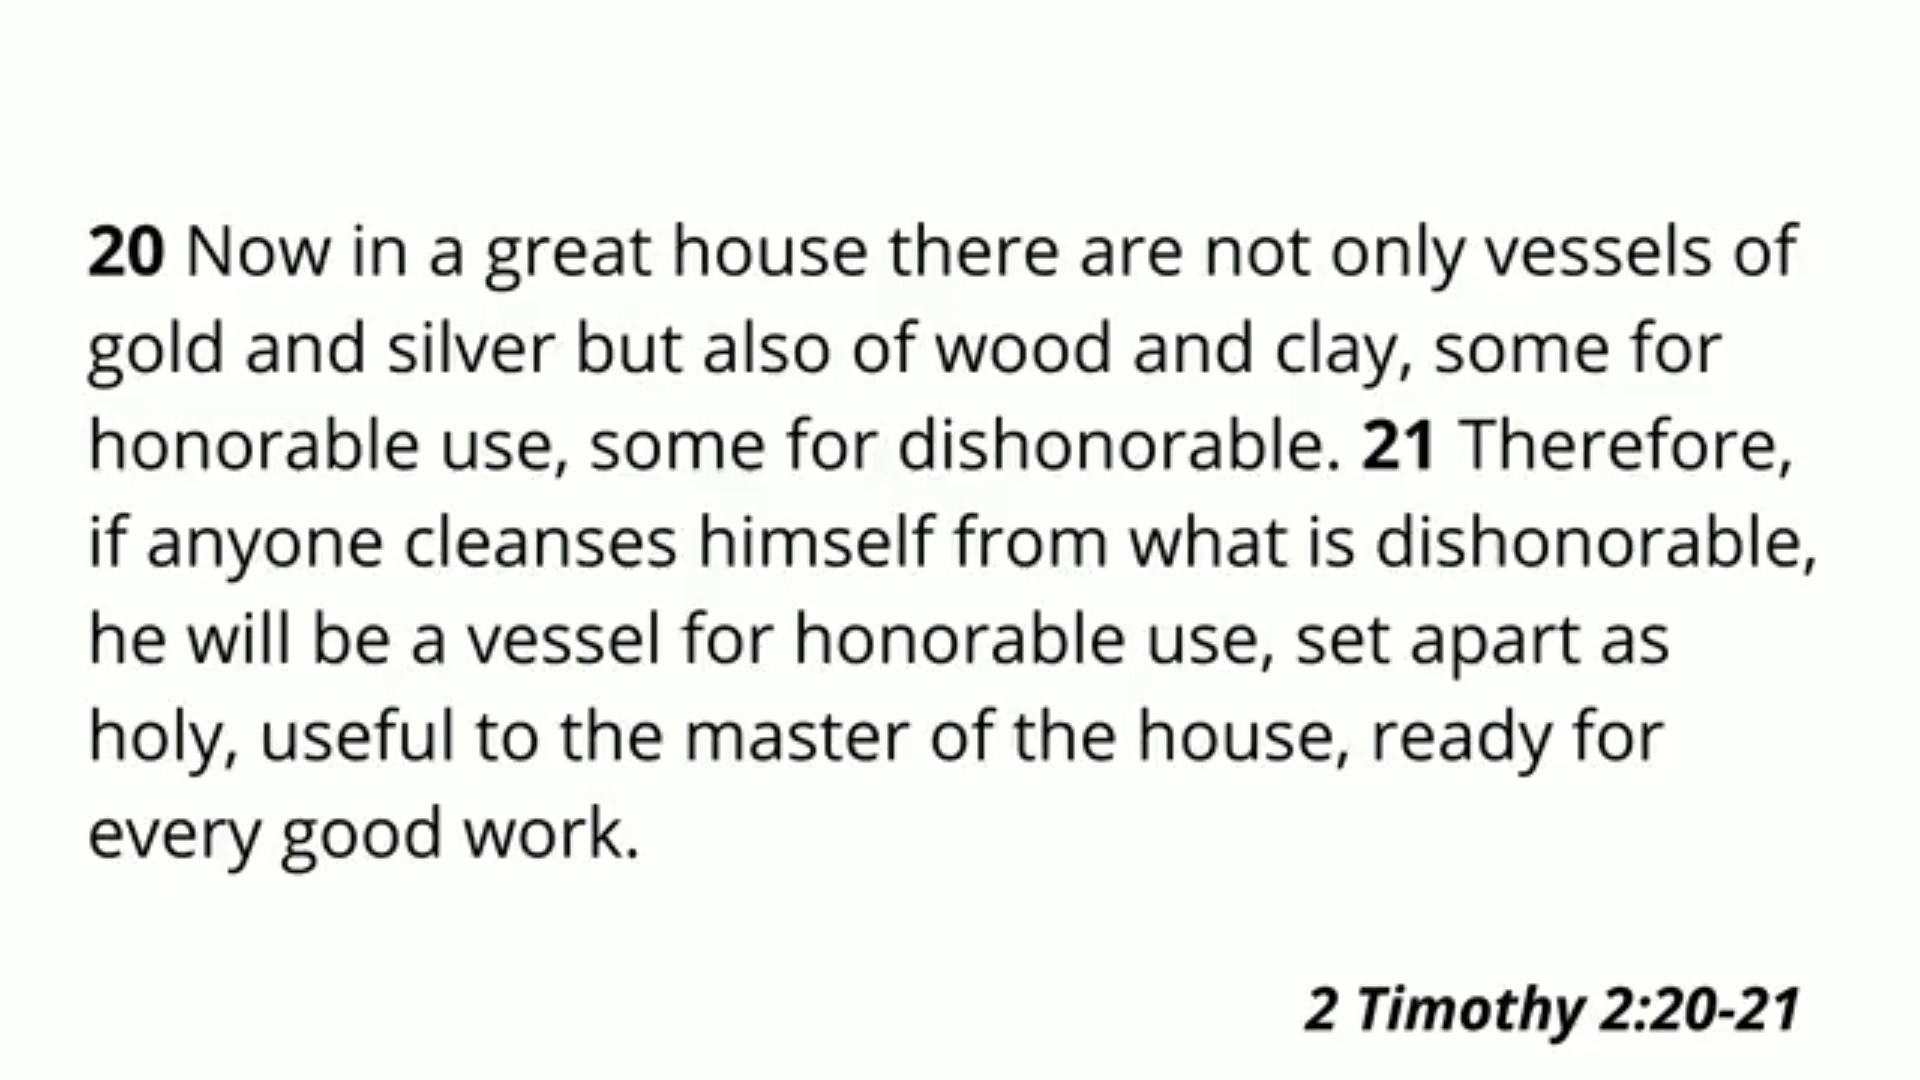 20 Now in a great house there are not only vessels of
gold and silver but also of wood and clay, some for
honorable use, some for dishonorable. 21 Therefore,
if anyone cleanses himself from what is dishonorable,
he will be a vessel for honorable use, set apart as
holy, useful to the master of the house, ready for
every good work.
2 Timothy 2:20-21